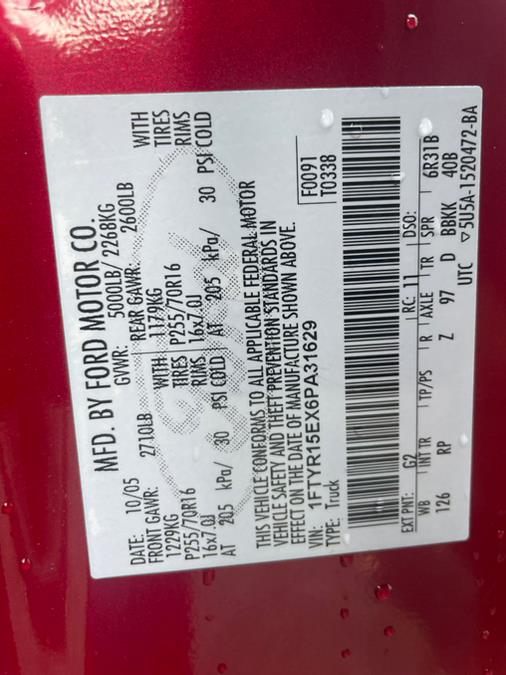 MFD. BY FORD MOTOR CO.
DATE: 10/05 GVWR: 5000LB/ 2268KG
FRONT GAWR: 2710LB REAR GAWR: 2600LB
1229KG WITH 1179KG WITH
P255/70R16 TIRES P255/70R16 TIRES
16x7.0J RIMS 16x7.0J RIMS
AT 205 kPa/ 30 PSI COLD AT 205 kPa/ 30 PSI COLD
THIS VEHICLE CONFORMS TO ALL APPLICABLE FEDERAL MOTOR
VEHICLE SAFETY AND THEFT PREVENTION STANDARDS IN
EFFECT ON THE DATE OF MANUFACTURE SHOWN ABOVE.
VIN: 1FTYR15EX6PA31629 F0091
TYPE: Truck T0338
EXT PNT: G2 RC: 11 DSO:
WB INT TR TP/PS R AXLE TR SPR 6R31B
126 RP Z 97 D BBKK 40B
UTC ▽5U5A-1520472-BA